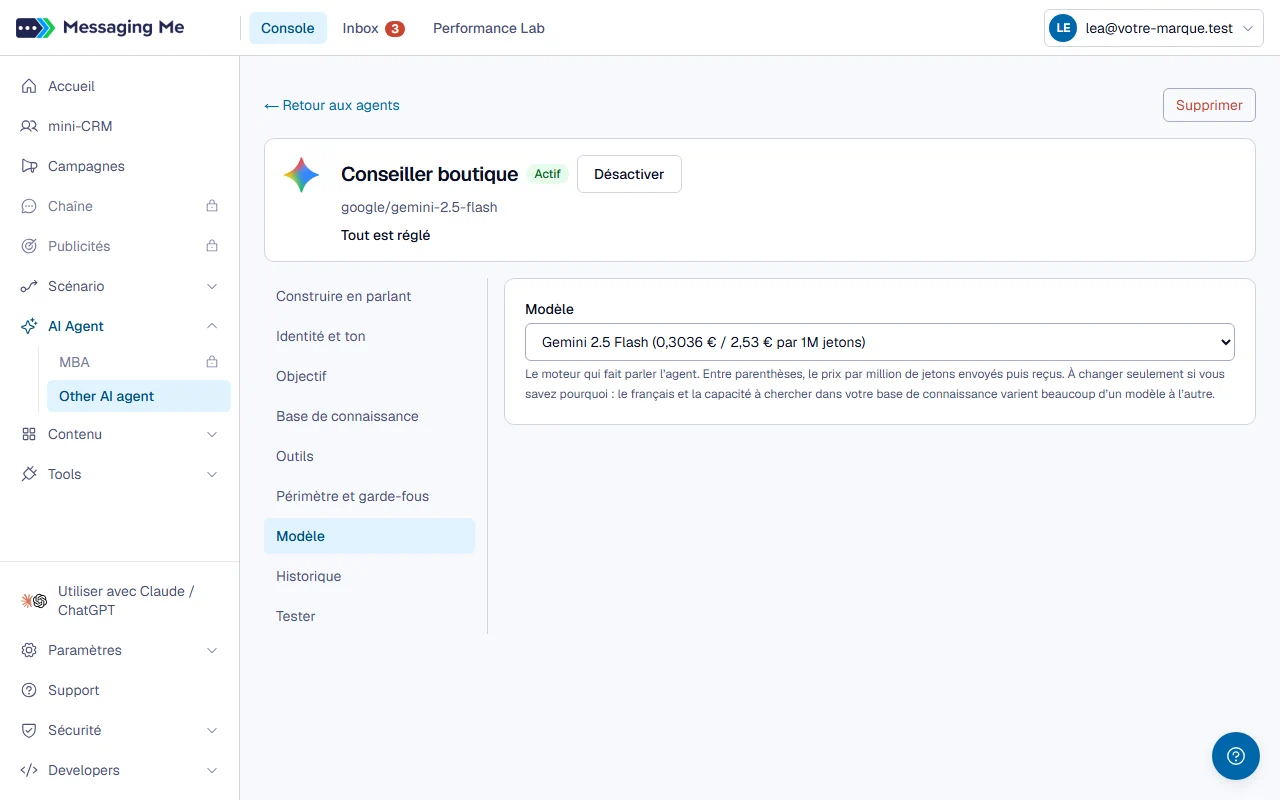 Messaging Me
Console
Inbox 3
Performance Lab
LE lea@votre-marque.test
Accueil
mini-CRM
Campagnes
Chaîne
Publicités
Scénario
AI Agent
MBA
Other AI agent
Contenu
Tools
Utiliser avec Claude /
ChatGPT
Paramètres
Support
Sécurité
Developers
← Retour aux agents
Supprimer
Conseiller boutique Actif Désactiver
google/gemini-2.5-flash
Tout est réglé
Construire en parlant
Identité et ton
Objectif
Base de connaissance
Outils
Périmètre et garde-fous
Modèle
Historique
Tester
Modèle
Gemini 2.5 Flash (0,3036 € / 2,53 € par 1M jetons)
Le moteur qui fait parler l'agent. Entre parenthèses, le prix par million de jetons envoyés puis reçus. À changer seulement si vous
savez pourquoi : le français et la capacité à chercher dans votre base de connaissance varient beaucoup d'un modèle à l'autre.